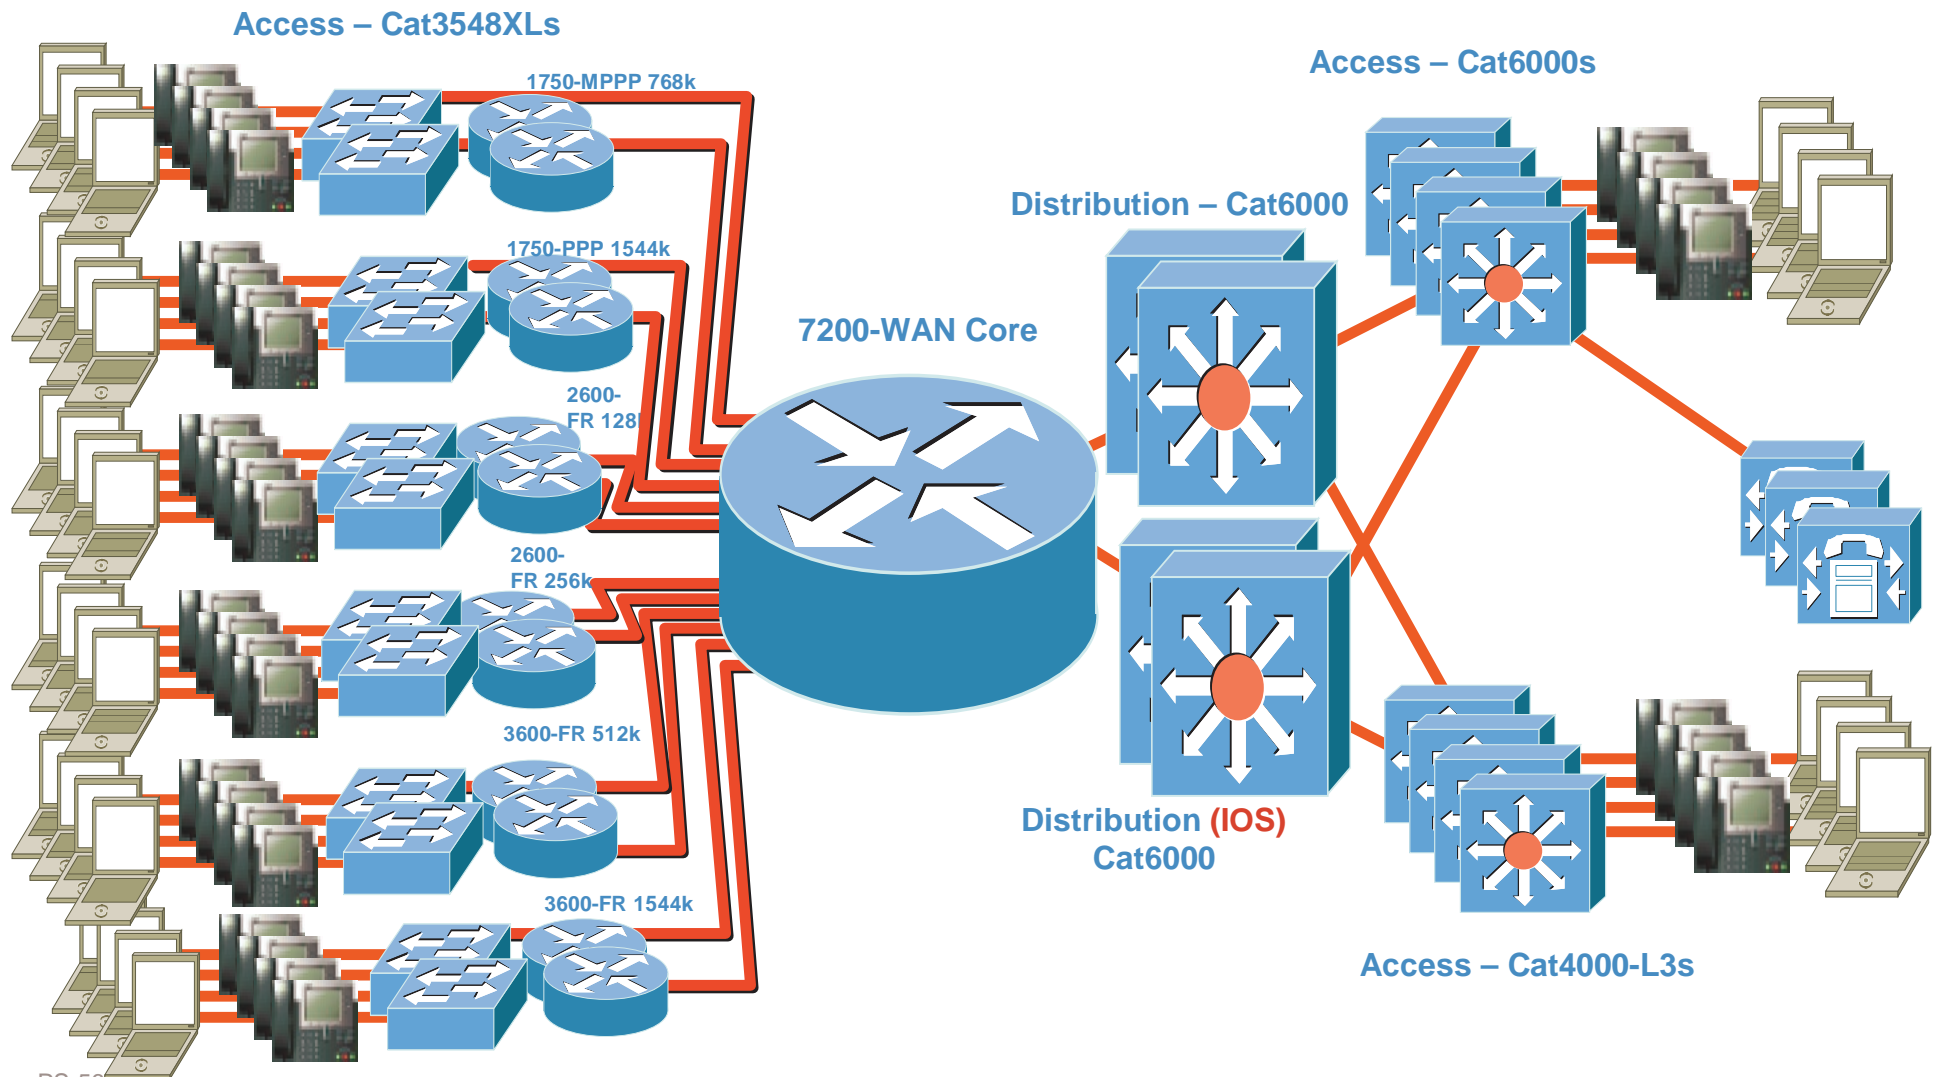 Access – Cat3548XLs
1750-MPPP 768k
Access – Cat6000s
Distribution – Cat6000
1750-PPP 1544k
7200-WAN Core
2600-
FR 128
2600-
FR 256k
3600-FR 512k
Distribution (IOS)
Cat6000
3600-FR 1544k
Access – Cat4000-L3s